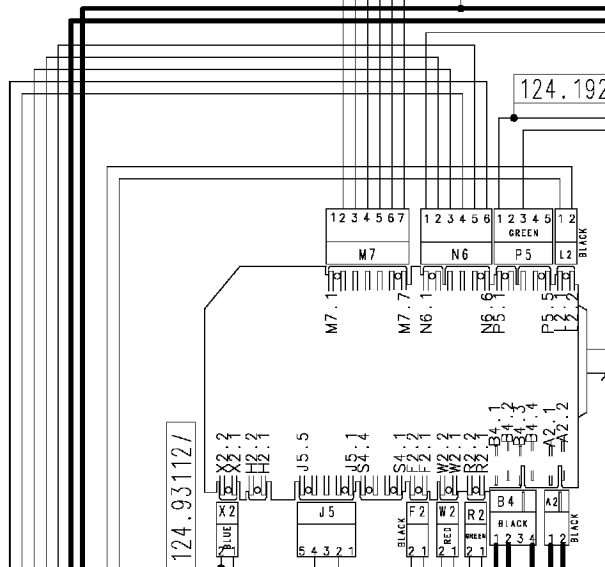 124.192
1 2 3 4 5 6 7
M7
1 2 3 4 5 6
N6
1 2 3 4 5
GREEN
P5
1 2
L2
BLACK
M7.1
M7.7
N6.1
N6.6
P5.1
P5.5
L2.1
L2.2
X2.2
X2.1
H2.2
H2.1
J5.5
J5.1
S4.4
S4.1
F2.2
F2.1
W2.2
W2.1
R2.2
R2.1
B4.1
B4.2
B4.3
B4.4
A2.1
A2.2
124.93112/
X2
BLUE
2 1
J5
5 4 3 2 1
BLACK
F2
2 1
W2
RED
2 1
R2
GREEN
2 1
B4
BLACK
1 2 3 4
A2
1 2
BLACK